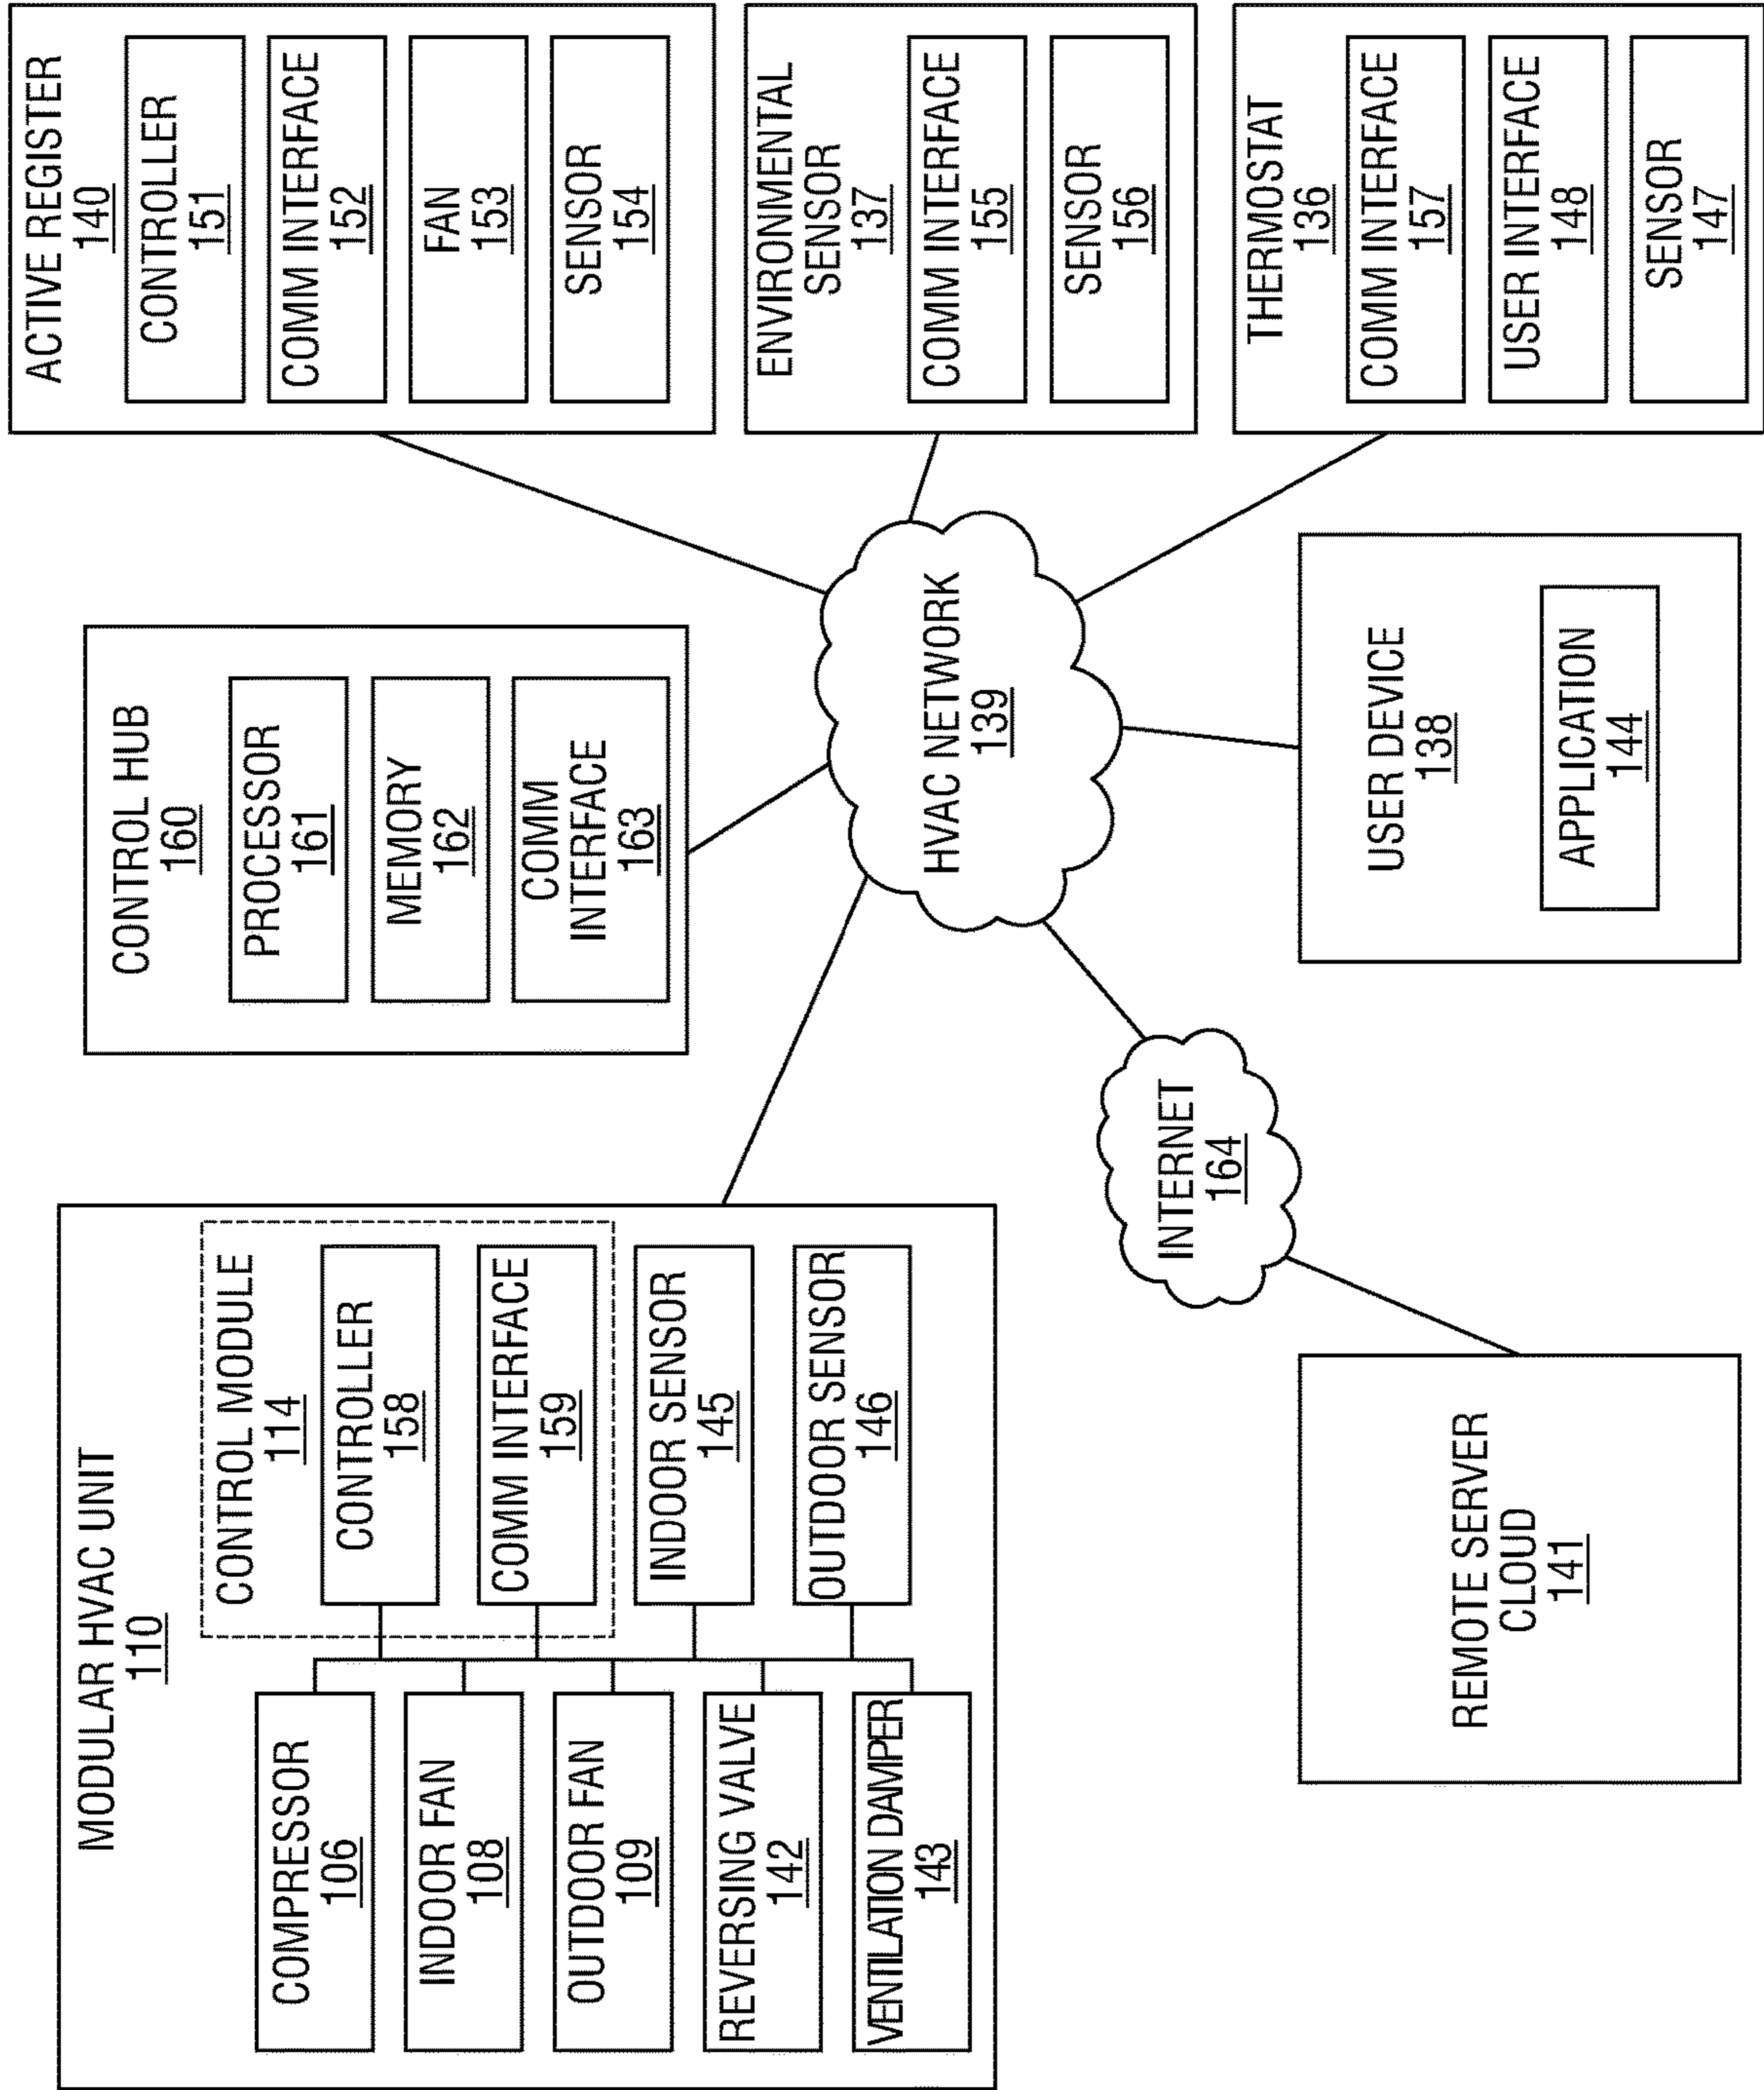 MODULAR HVAC UNIT
110
COMPRESSOR
106
INDOOR FAN
108
OUTDOOR FAN
109
REVERSING VALVE
142
VENTILATION DAMPER
143
CONTROL MODULE
114
CONTROLLER
158
COMM INTERFACE
159
INDOOR SENSOR
145
OUTDOOR SENSOR
146
CONTROL HUB
160
PROCESSOR
161
MEMORY
162
COMM
INTERFACE
163
ACTIVE REGISTER
140
CONTROLLER
151
COMM INTERFACE
152
FAN
153
SENSOR
154
HVAC NETWORK
139
ENVIRONMENTAL
SENSOR
137
COMM INTERFACE
155
SENSOR
156
INTERNET
164
REMOTE SERVER
CLOUD
141
USER DEVICE
138
APPLICATION
144
THERMOSTAT
136
COMM INTERFACE
157
USER INTERFACE
148
SENSOR
147